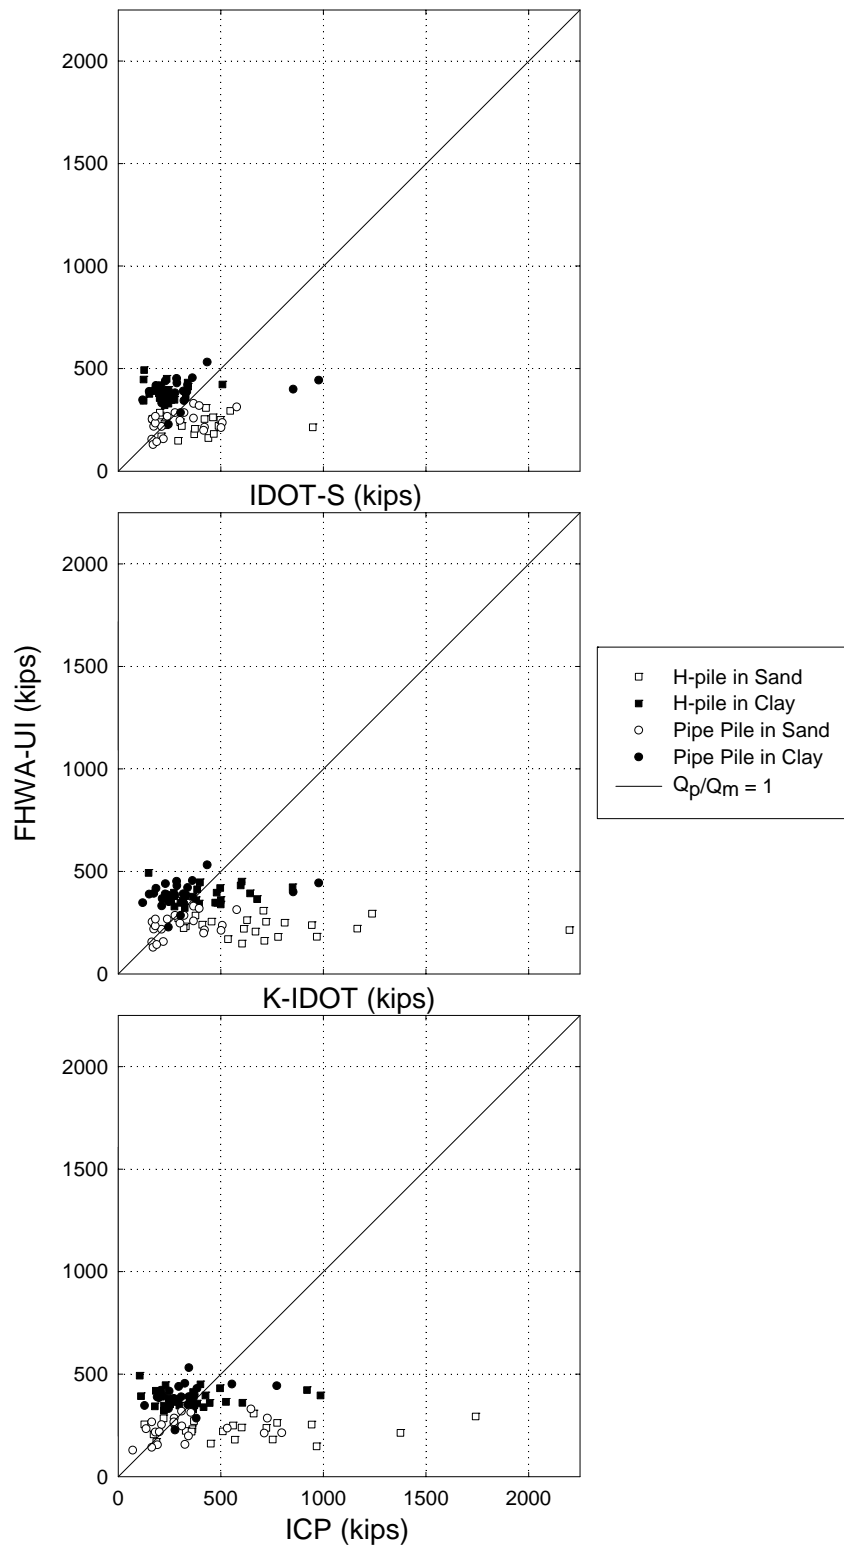 2000
1500
1000
500
0
IDOT-S (kips)
2000
1500
1000
500
0
K-IDOT (kips)
FHWA-UI (kips)
H-pile in Sand
H-pile in Clay
Pipe Pile in Sand
Pipe Pile in Clay
Qp/Qm = 1
2000
1500
1000
500
0
0 500 1000 1500 2000
ICP (kips)